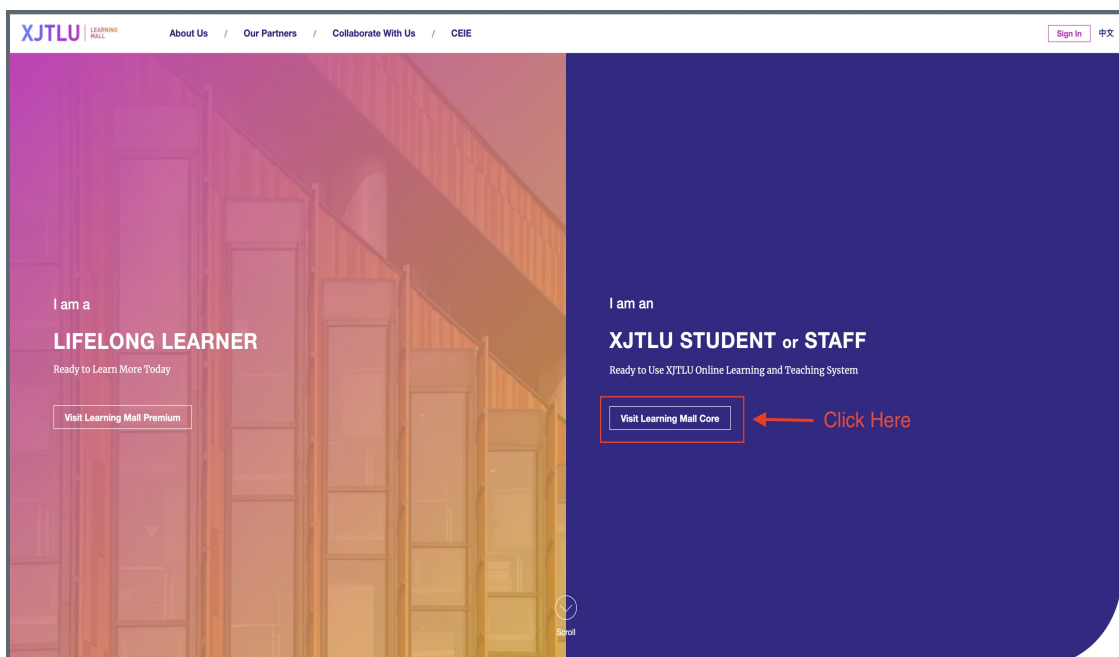 XJTLU LEARNING MALL
About Us / Our Partners / Collaborate With Us / CEIE
Sign In 中文
I am a
LIFELONG LEARNER
Ready to Learn More Today
Visit Learning Mall Premium
I am an
XJTLU STUDENT or STAFF
Ready to Use XJTLU Online Learning and Teaching System
Visit Learning Mall Core
Click Here
Scroll